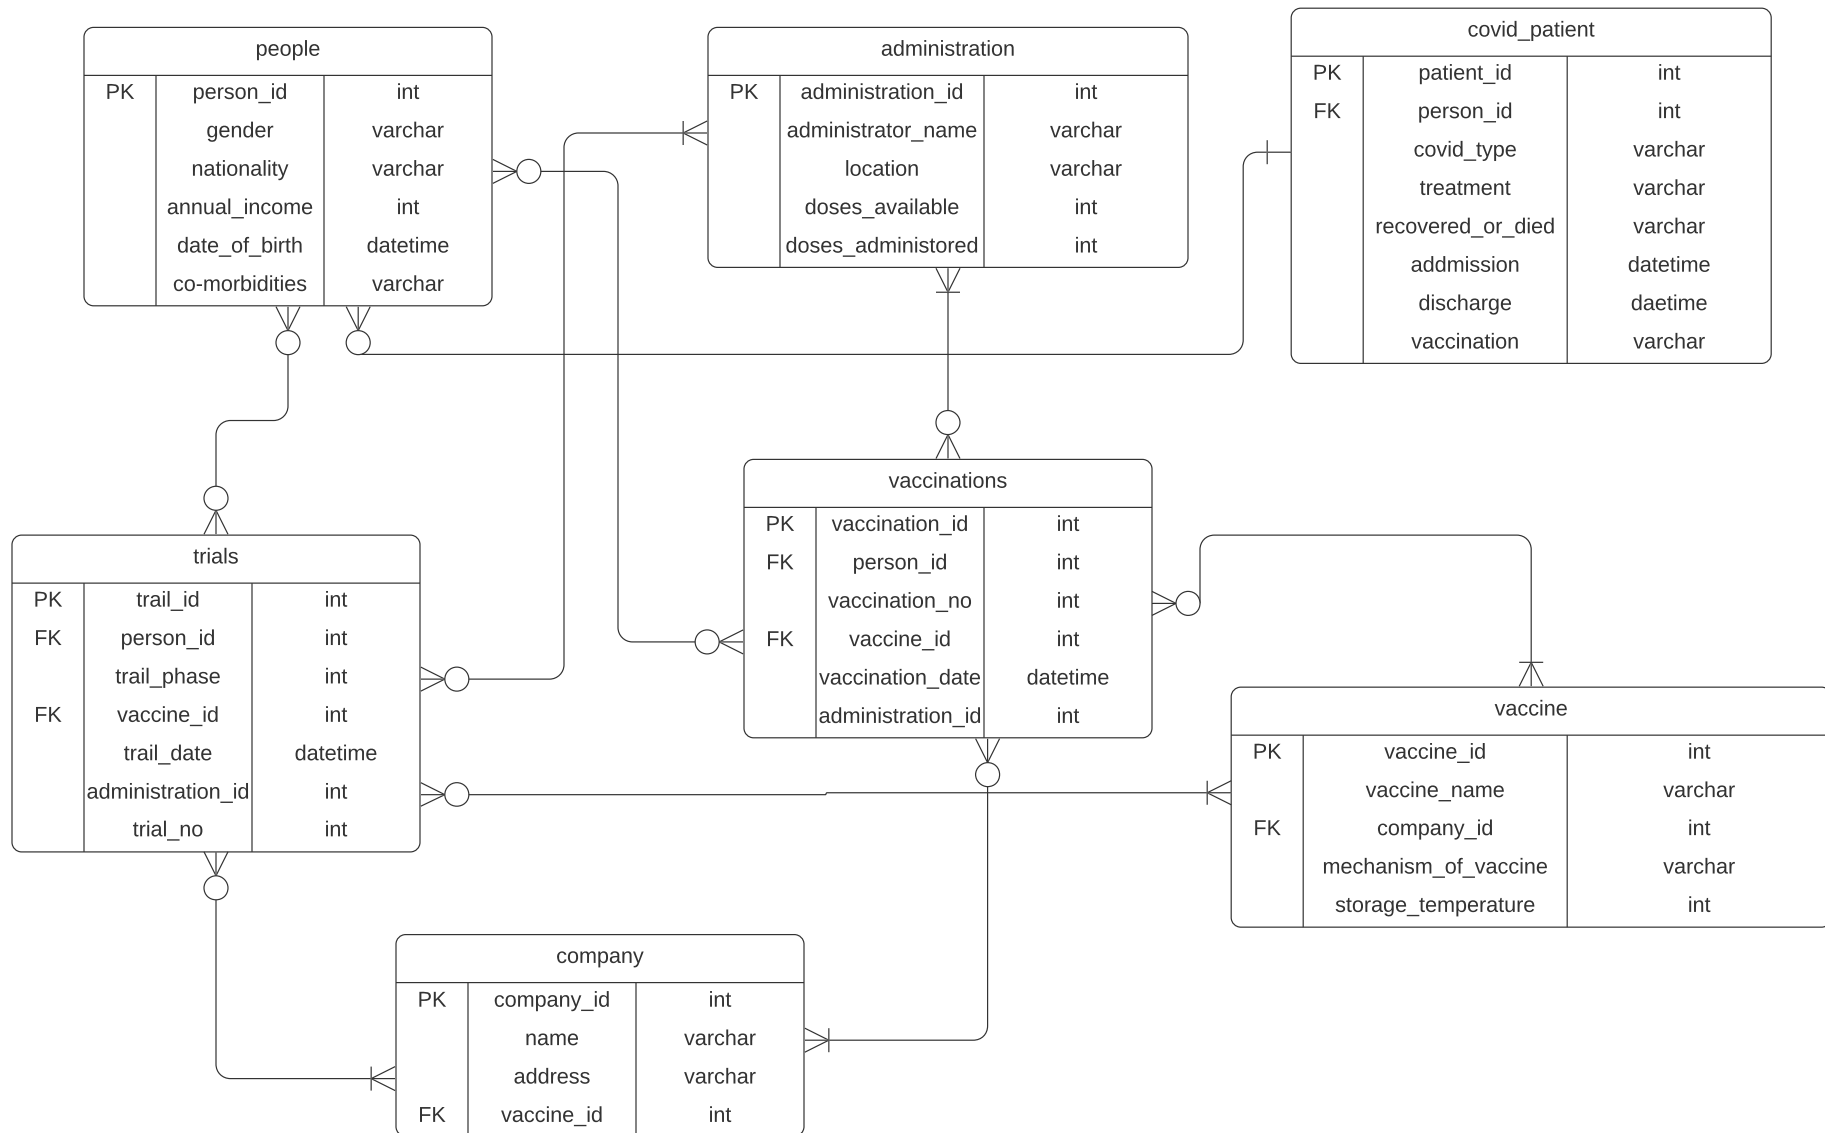 people
PK person_id int
gender varchar
nationality varchar
annual_income int
date_of_birth datetime
co-morbidities varchar
administration
PK administration_id int
administrator_name varchar
location varchar
doses_available int
doses_administored int
covid_patient
PK patient_id int
FK person_id int
covid_type varchar
treatment varchar
recovered_or_died varchar
addmission datetime
discharge daetime
vaccination varchar
trials
PK trail_id int
FK person_id int
trail_phase int
FK vaccine_id int
trail_date datetime
administration_id int
trial_no int
vaccinations
PK vaccination_id int
FK person_id int
vaccination_no int
FK vaccine_id int
vaccination_date datetime
administration_id int
vaccine
PK vaccine_id int
vaccine_name varchar
FK company_id int
mechanism_of_vaccine varchar
storage_temperature int
company
PK company_id int
name varchar
address varchar
FK vaccine_id int